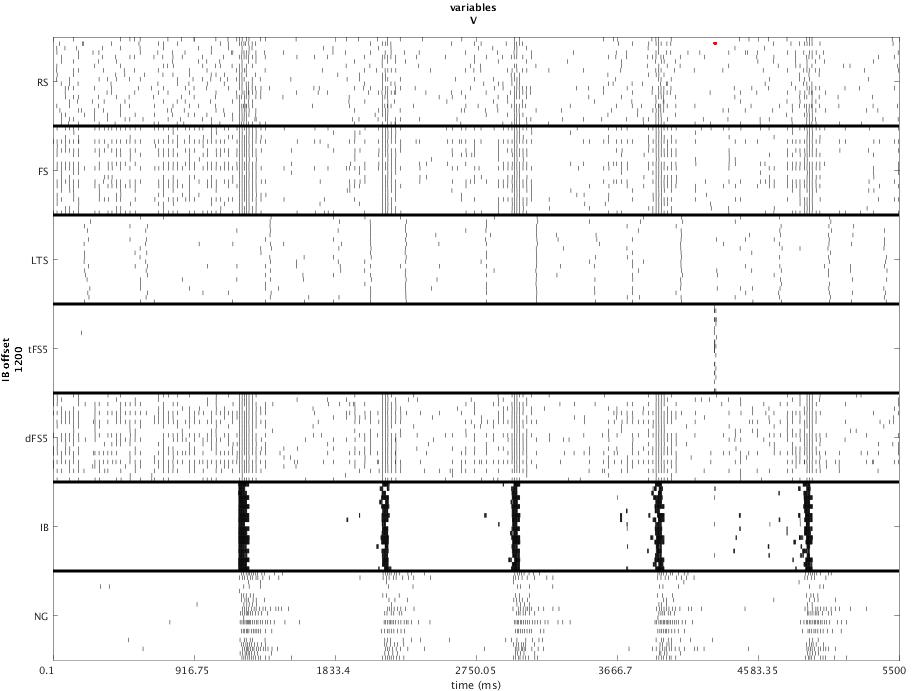 variables
V
RS
FS
LTS
tFS5
dFS5
IB
NG
IB offset
1200
0.1
916.75
1833.4
2750.05
3666.7
4583.35
5500
time (ms)